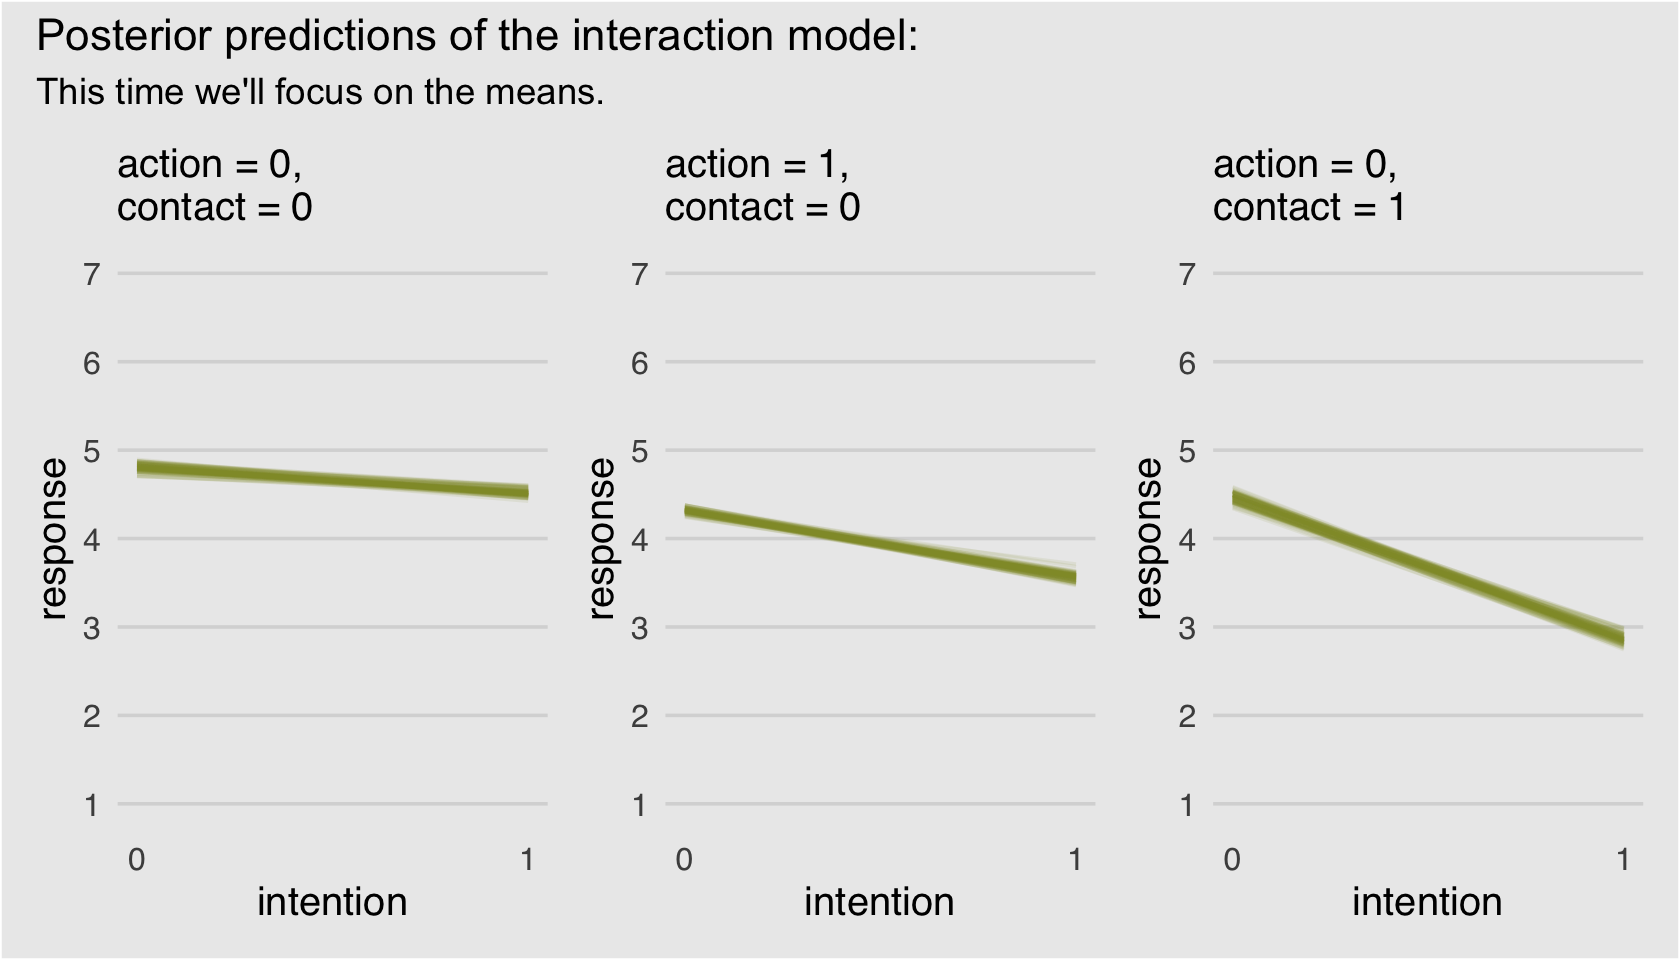 Posterior predictions of the interaction model:
This time we'll focus on the means.
action = 0,
contact = 0
7
6
5
4
3
2
1
response
0 1
intention
action = 1,
contact = 0
7
6
5
4
3
2
1
response
0 1
intention
action = 0,
contact = 1
7
6
5
4
3
2
1
response
0 1
intention